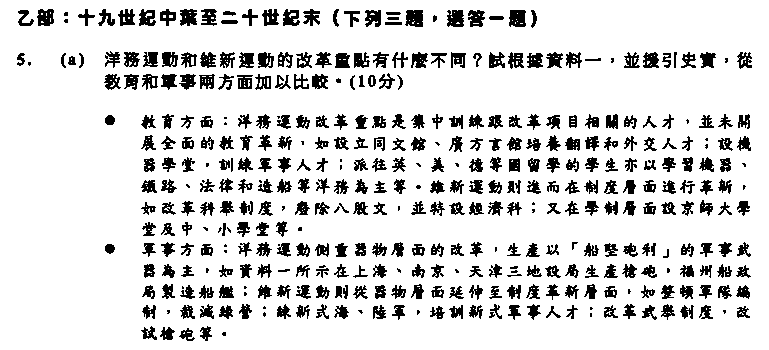 乙部：十九世紀中葉至二十世紀末（下列三題，選答一題）
5. (a) 洋務運動和維新運動的改革重點有什麼不同？試根據資料一，並援引史實，從
教育和軍事兩方面加以比較。(10分)
● 教育方面：洋務運動改革重點是集中訓練跟改革項目相關的人才，並未開
展全面的教育革新，如設立同文館、廣方言館培養翻譯和外交人才；設機
器學堂，訓練軍事人才；派往英、美、德等國留學的學生亦以學習機器、
鐵路、法律和造船等洋務為主等。維新運動則進而在制度層面進行革新，
如改革科舉制度，廢除八股文，並特設經濟科；又在學制層面設京師大學
堂及中、小學堂等。
● 軍事方面：洋務運動側重器物層面的改革，生產以「船堅砲利」的軍事武
器為主，如資料一所示在上海、南京、天津三地設局生產槍砲，福州船政
局製造船艦；維新運動則從器物層面延伸至制度革新層面，如整頓軍隊編
制，裁減綠營；練新式海、陸軍，培訓新式軍事人才；改革武舉制度，改
試槍砲等。